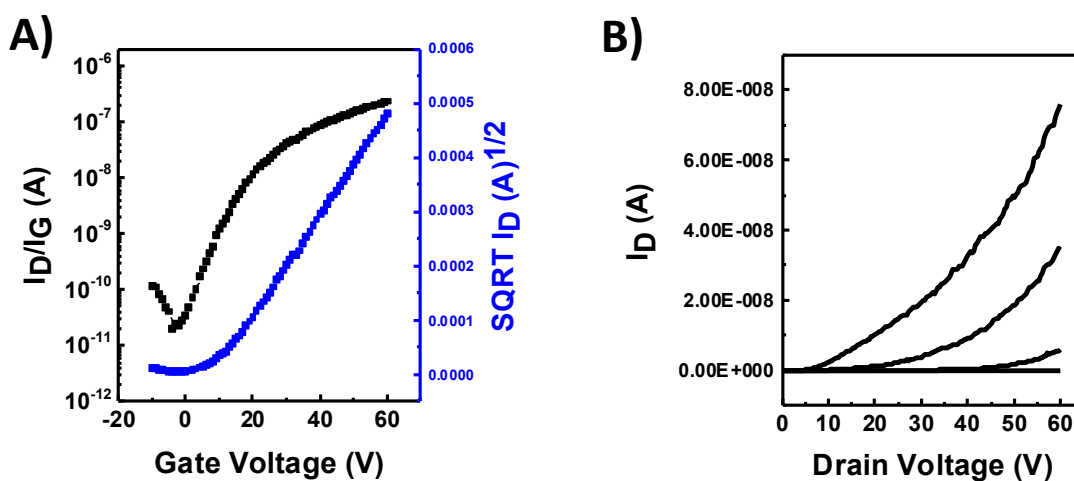 A)
I_D/I_G (A)
10^-6
10^-7
10^-8
10^-9
10^-10
10^-11
10^-12
-20 0 20 40 60
Gate Voltage (V)
0.0006
0.0005
0.0004
0.0003
0.0002
0.0001
0.0000
SQRT I_D (A)^1/2
B)
I_D (A)
8.00E-008
6.00E-008
4.00E-008
2.00E-008
0.00E+000
0 10 20 30 40 50 60
Drain Voltage (V)